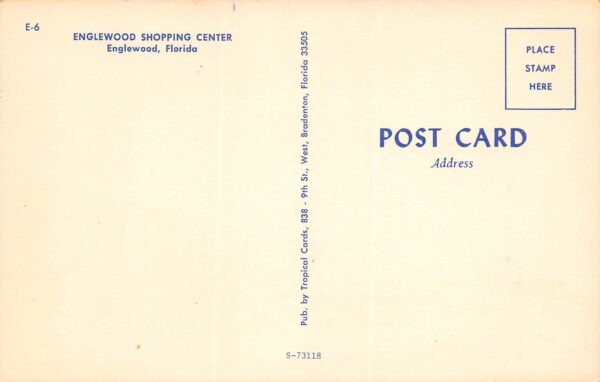 E-6
ENGLEWOOD SHOPPING CENTER
Englewood, Florida
Pub. by Tropical Cards, 838 - 9th St., West, Bradenton, Florida 33505
PLACE
STAMP
HERE
POST CARD
Address
S-73118